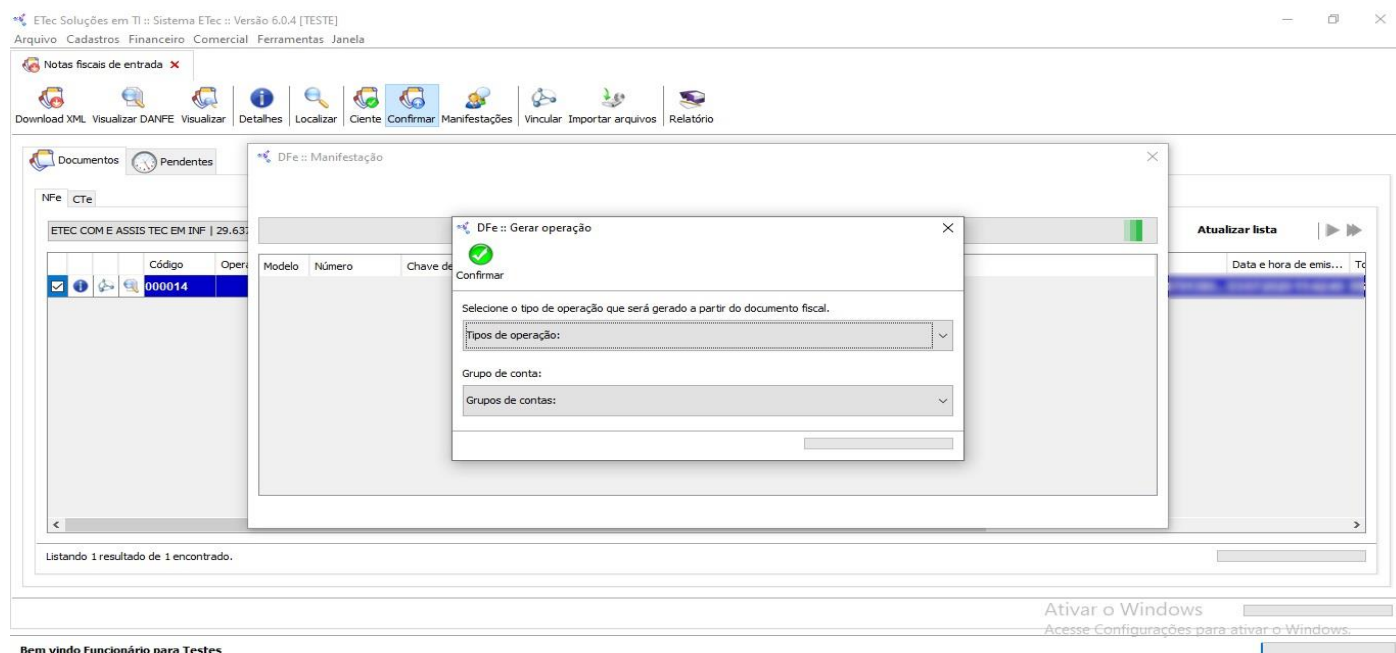 ETec Soluções em TI :: Sistema ETec :: Versão 6.0.4 [TESTE]
Arquivo Cadastros Financeiro Comercial Ferramentas Janela
Notas fiscais de entrada
Download XML Visualizar DANFE Visualizar Detalhes Localizar Ciente Confirmar Manifestações Vincular Importar arquivos Relatório
Documentos Pendentes
NFe CTe
ETEC COM E ASSIS TEC EM INF | 29.637
Atualizar lista
Código Opera
Data e hora de emis... To
000014
DFe :: Manifestação
Modelo Número Chave de
DFe :: Gerar operação
Confirmar
Selecione o tipo de operação que será gerado a partir do documento fiscal.
Tipos de operação:
Grupo de conta:
Grupos de contas:
Listando 1 resultado de 1 encontrado.
Ativar o Windows
Acesse Configurações para ativar o Windows.
Bem vindo Funcionário para Testes